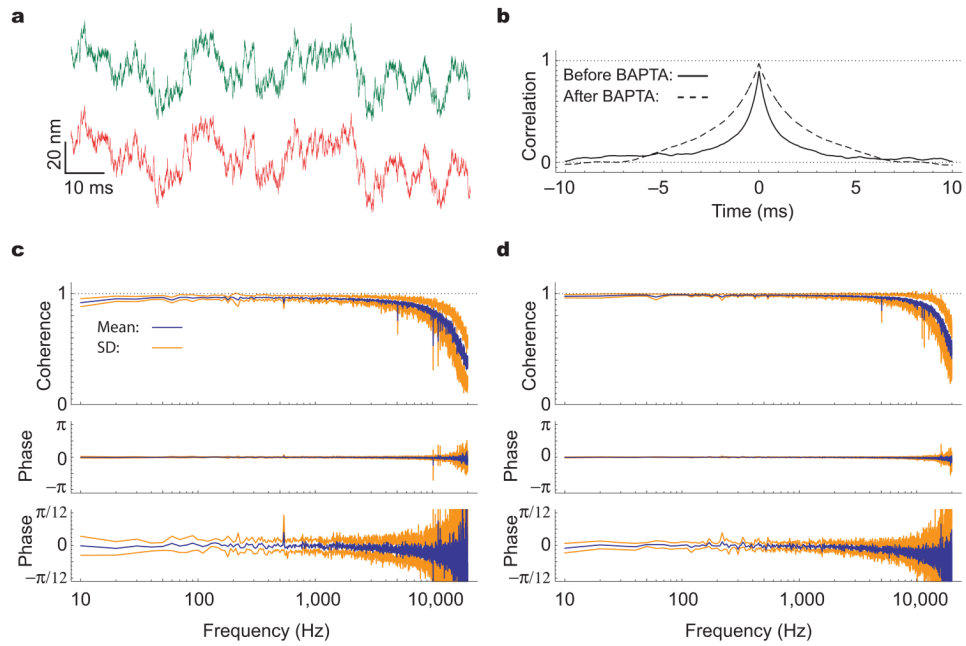 a
20 nm
10 ms
b
Correlation
1
0
Before BAPTA:
After BAPTA:
–10
–5
0
5
10
Time (ms)
c
Coherence
1
0
Mean:
SD:
Phase
π
0
–π
Phase
π/12
0
–π/12
10
100
1,000
10,000
Frequency (Hz)
d
Coherence
1
0
Phase
π
0
–π
Phase
π/12
0
–π/12
10
100
1,000
10,000
Frequency (Hz)